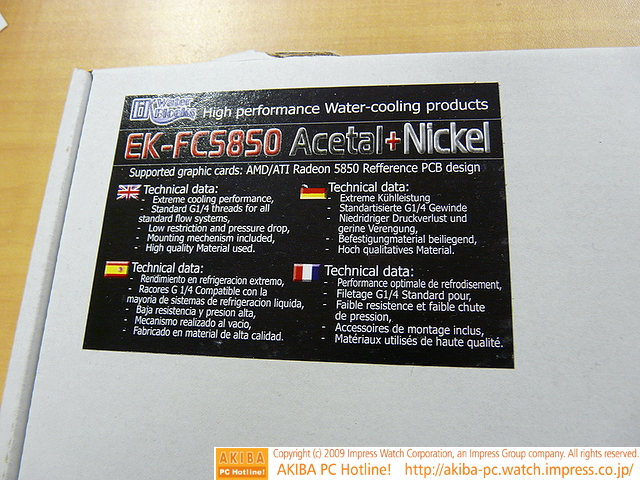 Water Blocks
High performance Water-cooling products
EK-FC5850 Acetal+Nickel
Supported graphic cards: AMD/ATI Radeon 5850 Refference PCB design
Technical data:
- Extreme cooling performance,
- Standard G1/4 threads for all
standard flow systems,
- Low restriction and pressure drop,
- Mounting mechenism included,
- High quality Material used.
Technical data:
- Extreme Kühlleistung
- Standartisierte G1/4 Gewinde
- Niedridriger Druckverlust und
gerine Verengung,
- Befestigungmaterial beiliegend,
- Hoch qualitatives Material.
Technical data:
- Rendimiento en refrigeracion extremo,
- Racores G 1/4 Compatible con la
mayoria de sistemas de refrigeracion liquida,
- Baja resistencia y presion alta,
- Mecanismo realizado al vacio,
- Fabricado en material de alta calidad.
Technical data:
- Performance optimale de refrodisement,
- Filetage G1/4 Standard pour,
- Faible resistence et faible chute
de pression,
- Accessoires de montage inclus,
- Matériaux utilisés de haute qualité.
AKIBA
PC Hotline!
Copyright (c) 2009 Impress Watch Corporation, an Impress Group company. All rights reserved.
AKIBA PC Hotline! http://akiba-pc.watch.impress.co.jp/